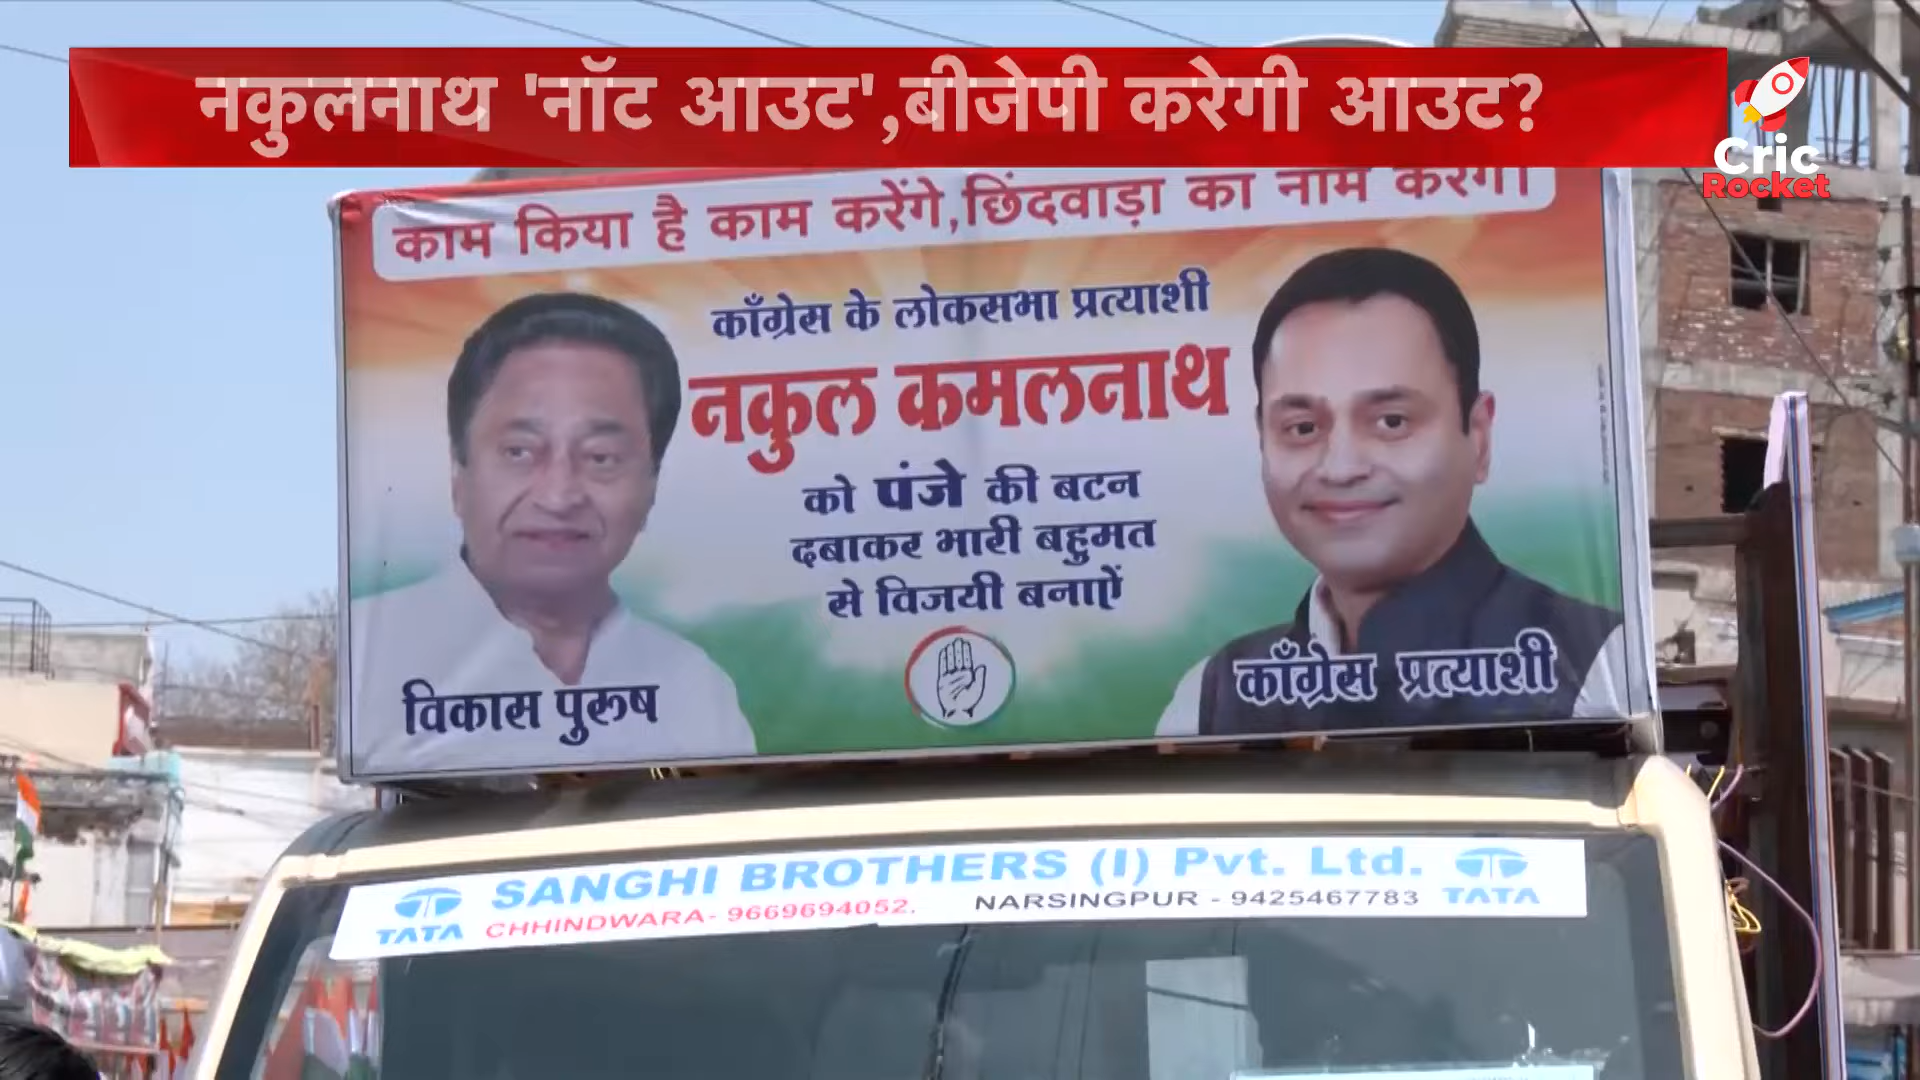 नकुलनाथ 'नॉट आउट',बीजेपी करेगी आउट?
Cric
Rocket
काम किया है काम करेंगे,छिंदवाड़ा का नाम करेंगे।
काँग्रेस के लोकसभा प्रत्याशी
नकुल कमलनाथ
को पंजे की बटन
दबाकर भारी बहुमत
से विजयी बनाऐं
विकास पुरूष
काँग्रेस प्रत्याशी
TATA SANGHI BROTHERS (I) Pvt. Ltd. TATA
CHHINDWARA- 9669694052. NARSINGPUR - 9425467783